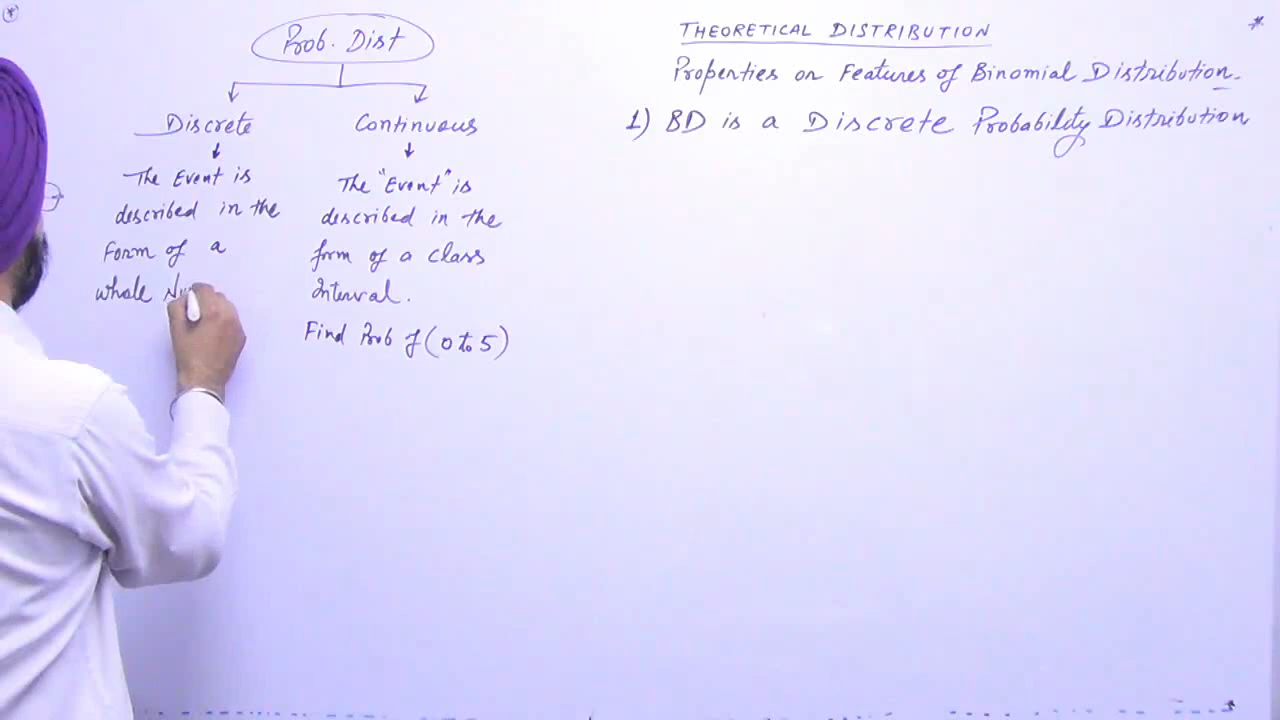 Prob. Dist
Discrete
The Event is
described in the
Form of a
whole
Continuous
The "Event" is
described in the
form of a class
Interval.
Find Prob of (0 to 5)
THEORETICAL DISTRIBUTION
Properties or Features of Binomial Distribution.
1) BD is a Discrete Probability Distribution